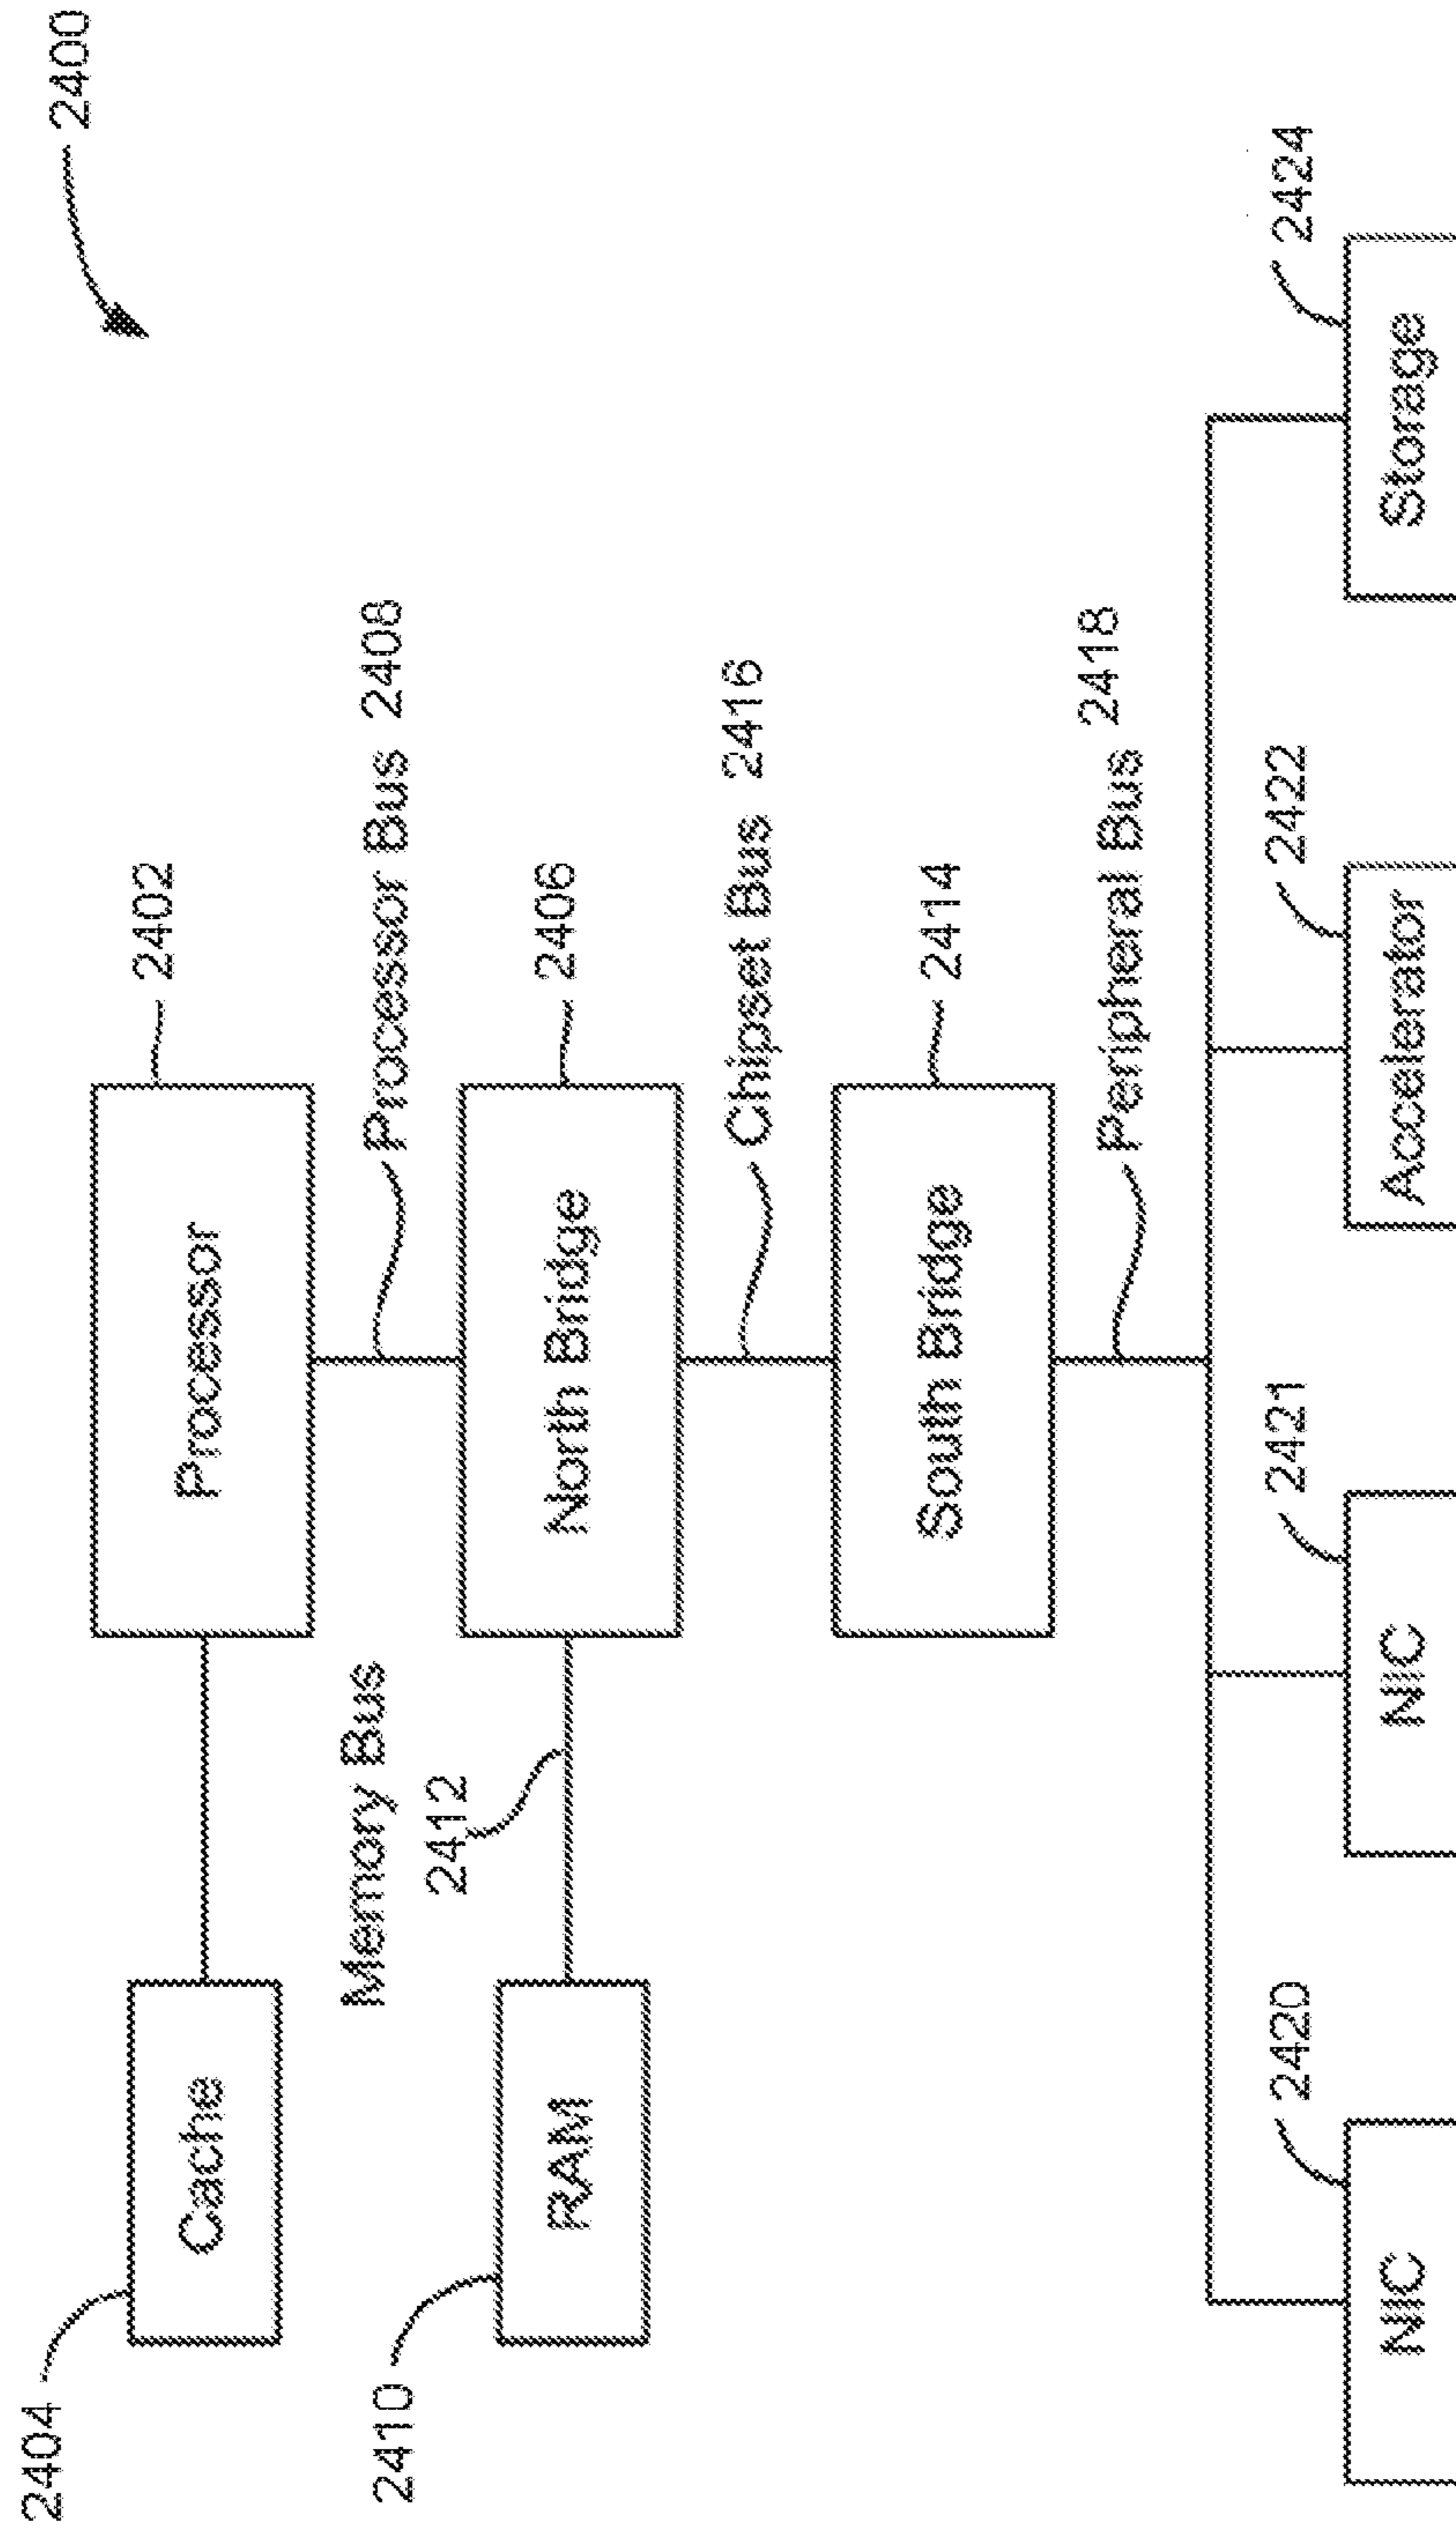 2400
2404
Cache
Processor
2402
Memory Bus
2412
Processor Bus 2408
2410
RAM
North Bridge
2406
Chipset Bus 2416
South Bridge
2414
Peripheral Bus 2418
2420
2421
2422
2424
NIC
NIC
Accelerator
Storage